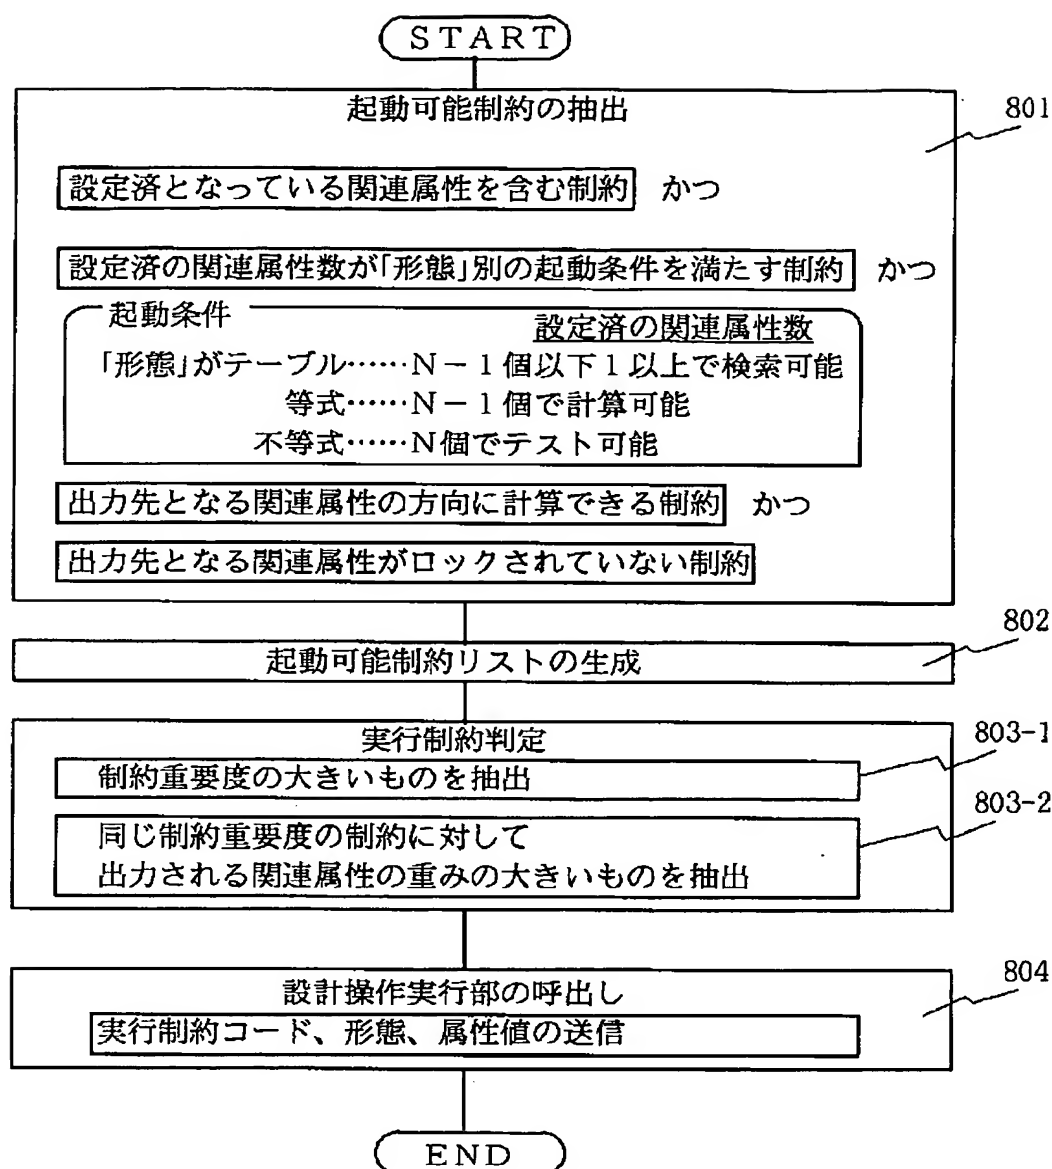 START
起動可能制約の抽出
801
設定済となっている関連属性を含む制約 かつ
設定済の関連属性数が「形態」別の起動条件を満たす制約 かつ
起動条件
設定済の関連属性数
「形態」がテーブル……N－1個以下1以上で検索可能
等式……N－1個で計算可能
不等式……N個でテスト可能
出力先となる関連属性の方向に計算できる制約 かつ
出力先となる関連属性がロックされていない制約
802
起動可能制約リストの生成
実行制約判定
803-1
制約重要度の大きいものを抽出
803-2
同じ制約重要度の制約に対して
出力される関連属性の重みの大きいものを抽出
804
設計操作実行部の呼出し
実行制約コード、形態、属性値の送信
END